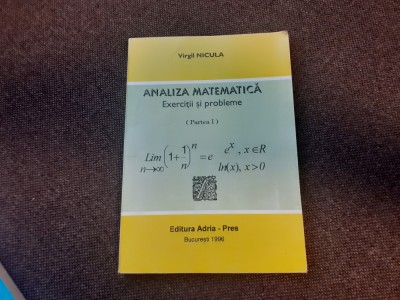 Virgil NICULA
ANALIZA MATEMATICĂ
Exerciţii şi probleme
( Partea I )
Lim n→∞ (1+1/n)^n = e
e^x, x∈R
ln(x), x>0
Editura Adria - Pres
Bucureşti 1996